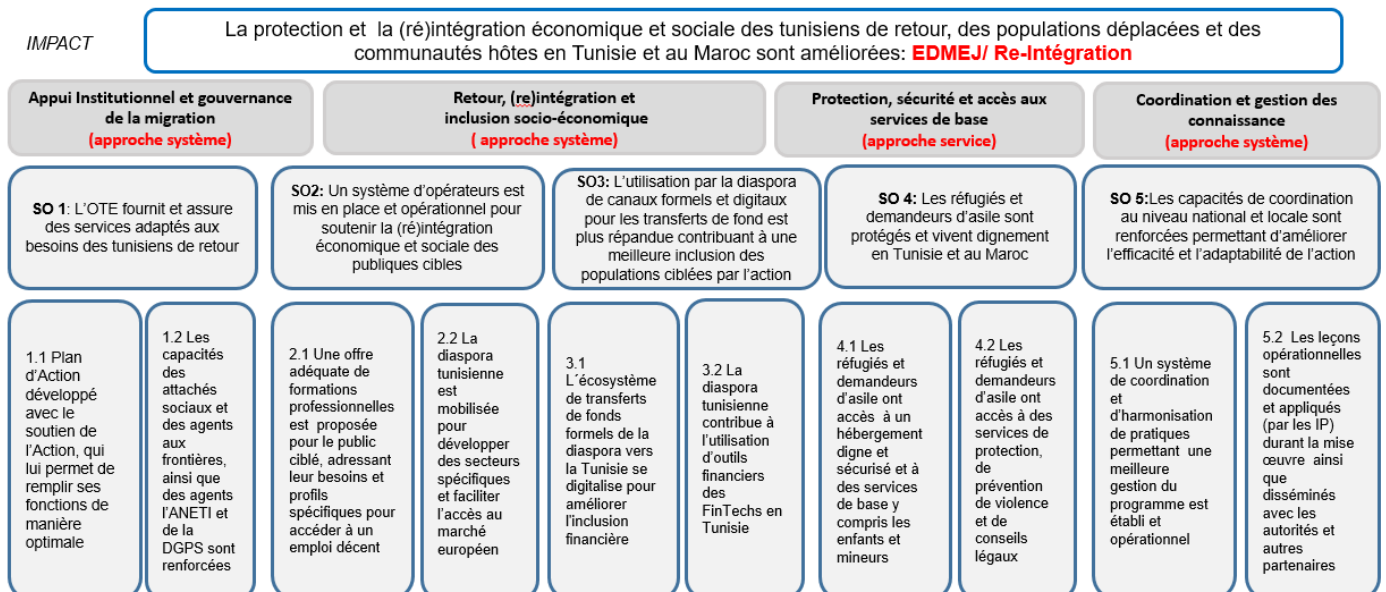 IMPACT
La protection et la (ré)intégration économique et sociale des tunisiens de retour, des populations déplacées et des
communautés hôtes en Tunisie et au Maroc sont améliorées: EDMEJ/ Re-Intégration
Appui Institutionnel et gouvernance
de la migration
(approche système)
Retour, (re)intégration et
inclusion socio-économique
( approche système)
Protection, sécurité et accès aux
services de base
(approche service)
Coordination et gestion des
connaissance
(approche système)
SO 1: L'OTE fournit et assure
des services adaptés aux
besoins des tunisiens de retour
SO2: Un système d'opérateurs est
mis en place et opérationnel pour
soutenir la (ré)intégration
économique et sociale des
publiques cibles
SO3: L'utilisation par la diaspora
de canaux formels et digitaux
pour les transferts de fond est
plus répandue contribuant à une
meilleure inclusion des
populations ciblées par l'action
SO 4: Les réfugiés et
demandeurs d'asile sont
protégés et vivent dignement
en Tunisie et au Maroc
SO 5:Les capacités de coordination
au niveau national et locale sont
renforcées permettant d'améliorer
l'efficacité et l'adaptabilité de l'action
1.1 Plan
d'Action
développé
avec le
soutien de
l'Action, qui
lui permet de
remplir ses
fonctions de
manière
optimale
1.2 Les
capacités
des
attachés
sociaux et
des agents
aux
frontières,
ainsi que
des agents
l'ANETI et
de la
DGPS sont
renforcées
2.1 Une offre
adéquate de
formations
professionnelles
est proposée
pour le public
ciblé, adressant
leur besoins et
profils
spécifiques pour
accéder à un
emploi décent
2.2 La
diaspora
tunisienne
est
mobilisée
pour
développer
des secteurs
spécifiques
et faciliter
l'accès au
marché
européen
3.1
L´écosystème
de transferts
de fonds
formels de la
diaspora vers
la Tunisie se
digitalise pour
améliorer
l'inclusion
financière
3.2 La
diaspora
tunisienne
contribue à
l'utilisation
d'outils
financiers
des
FinTechs en
Tunisie
4.1 Les
réfugiés et
demandeurs
d'asile ont
accès à un
hébergement
digne et
sécurisé et à
des services
de base y
compris les
enfants et
mineurs
4.2 Les
réfugiés et
demandeurs
d'asile ont
accès à des
services de
protection,
de
prévention
de violence
et de
conseils
légaux
5.1 Un système
de coordination
et
d'harmonisation
de pratiques
permettant une
meilleure
gestion du
programme est
établi et
opérationnel
5.2 Les leçons
opérationnelles
sont
documentées
et appliqués
(par les IP)
durant la mise
œuvre ainsi
que
disséminés
avec les
autorités et
autres
partenaires